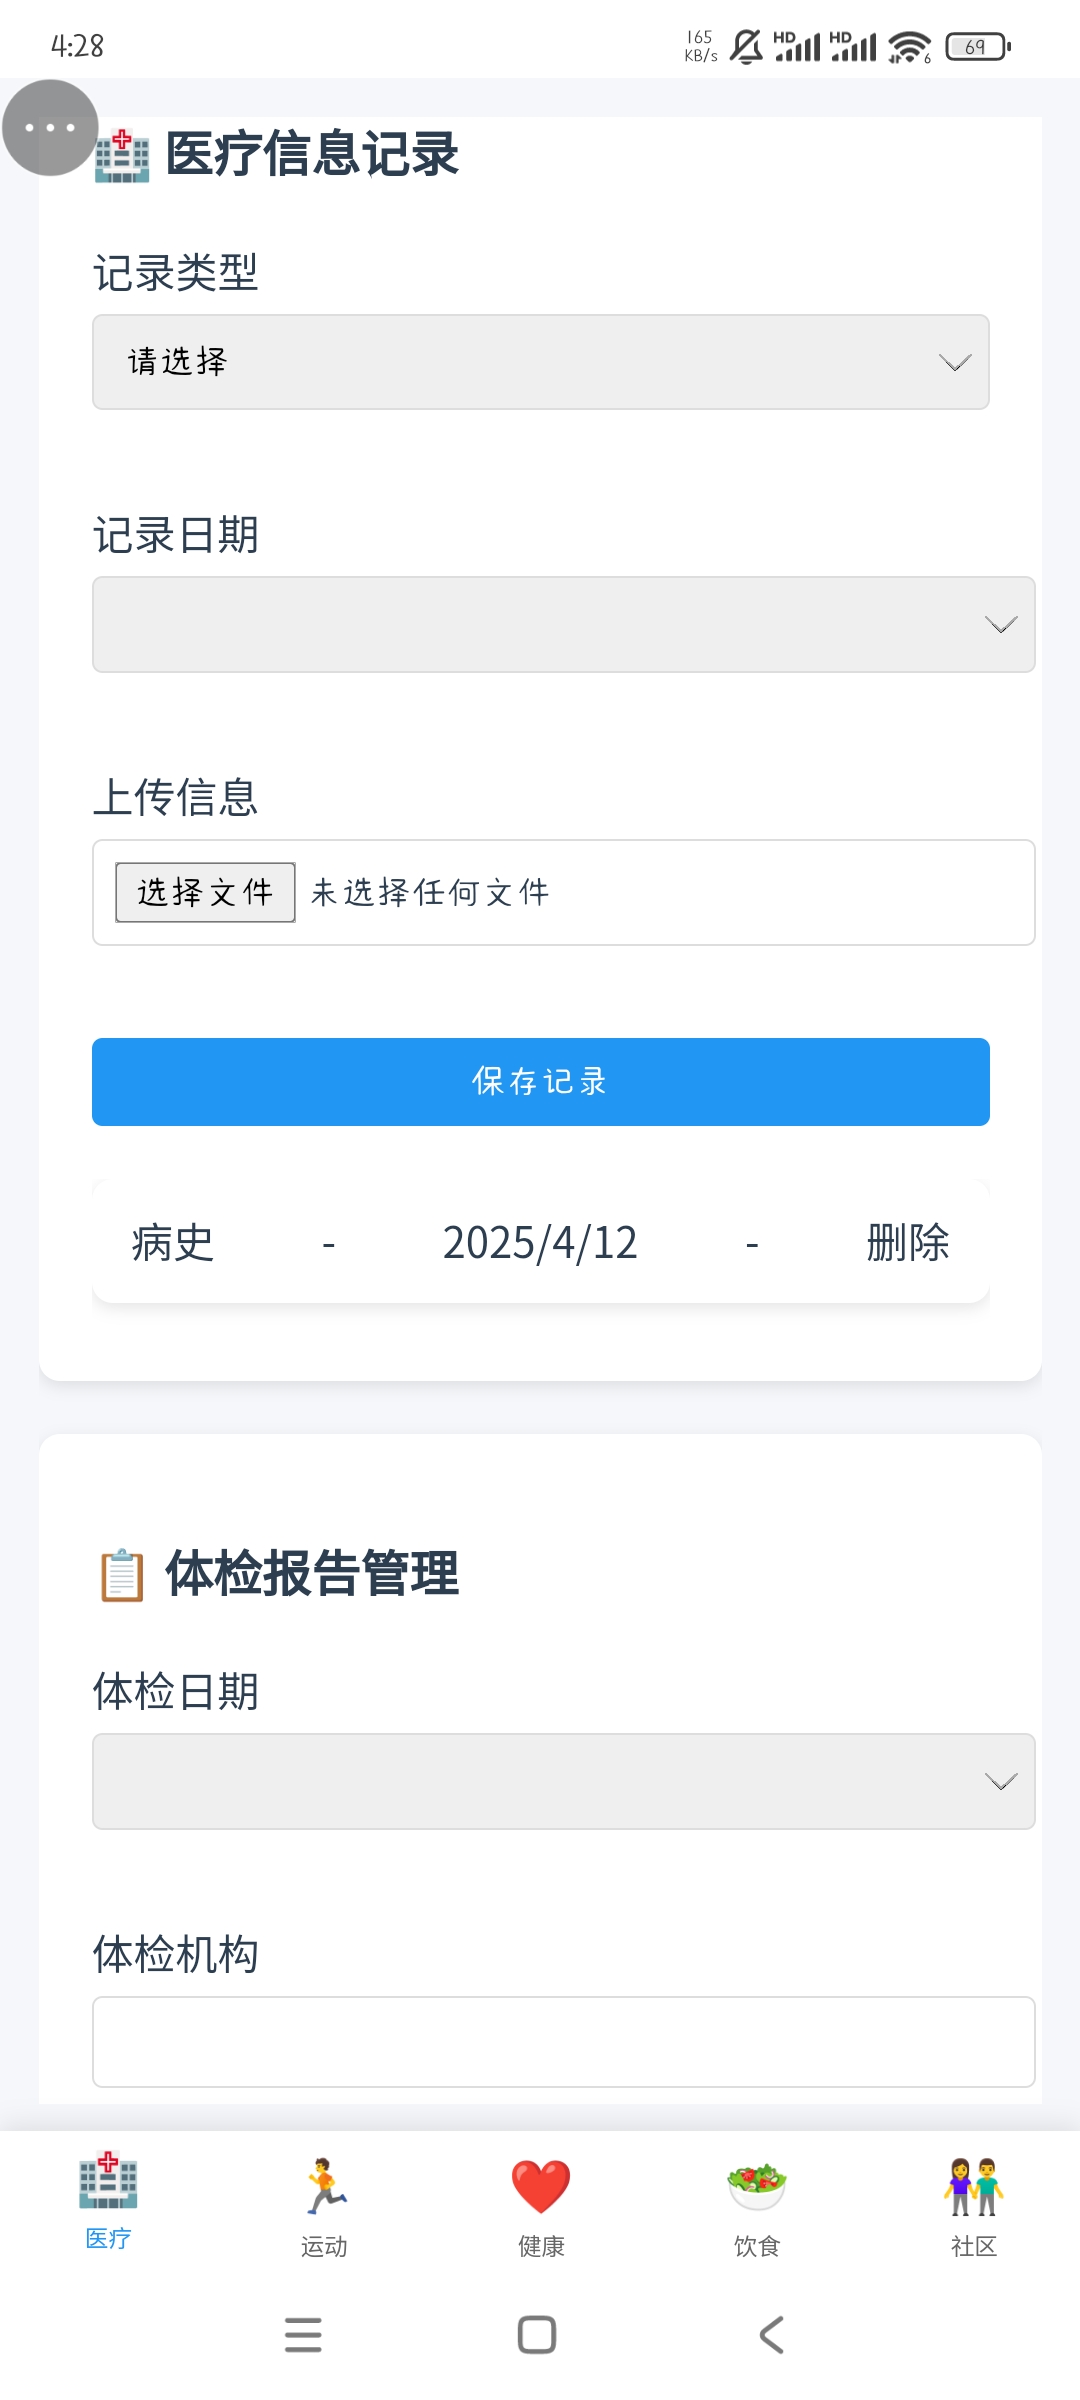 4:28
165
KB/s
HD
HD
6
69
医疗信息记录
记录类型
请选择
记录日期
上传信息
选择文件 未选择任何文件
保存记录
病史 - 2025/4/12 - 删除
体检报告管理
体检日期
体检机构
医疗 运动 健康 饮食 社区